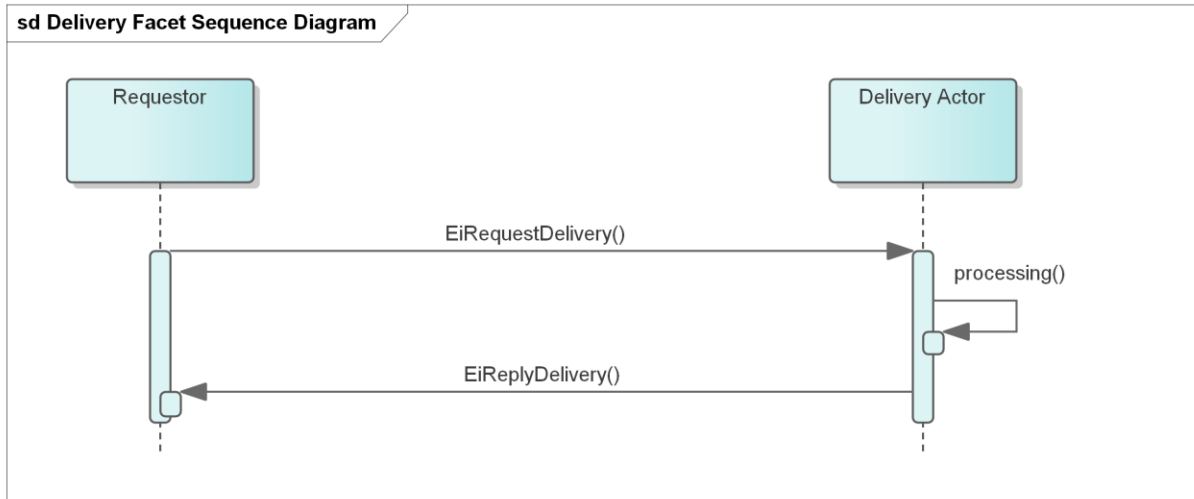 sd Delivery Facet Sequence Diagram
Requestor
Delivery Actor
EiRequestDelivery()
processing()
EiReplyDelivery()